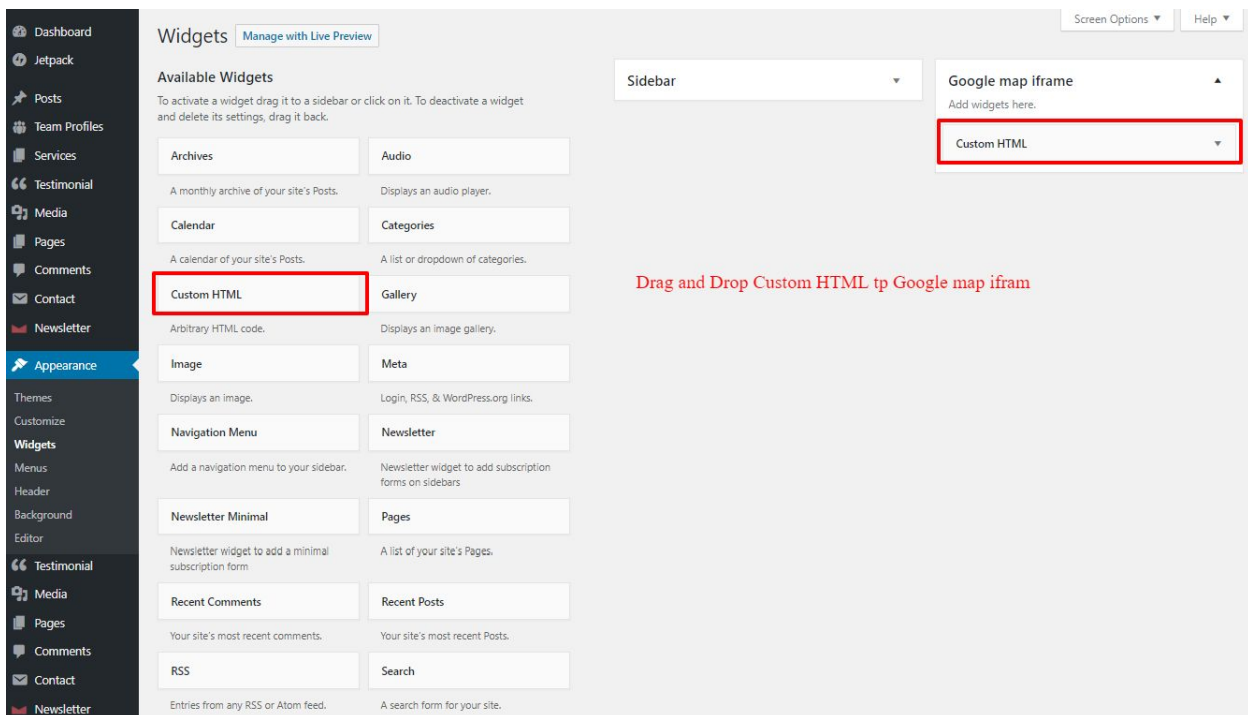 Dashboard
Jetpack
Posts
Team Profiles
Services
Testimonial
Media
Pages
Comments
Contact
Newsletter
Appearance
Themes
Customize
Widgets
Menus
Header
Background
Editor
Testimonial
Media
Pages
Comments
Contact
Newsletter
Screen Options
Help
Widgets
Manage with Live Preview
Available Widgets
To activate a widget drag it to a sidebar or click on it. To deactivate a widget
and delete its settings, drag it back.
Archives
A monthly archive of your site's Posts.
Audio
Displays an audio player.
Calendar
A calendar of your site's Posts.
Categories
A list or dropdown of categories.
Custom HTML
Arbitrary HTML code.
Gallery
Displays an image gallery.
Image
Displays an image.
Meta
Login, RSS, & WordPress.org links.
Navigation Menu
Add a navigation menu to your sidebar.
Newsletter
Newsletter widget to add subscription
forms on sidebars
Newsletter Minimal
Newsletter widget to add a minimal
subscription form
Pages
A list of your site's Pages.
Recent Comments
Your site's most recent comments.
Recent Posts
Your site's most recent Posts.
RSS
Entries from any RSS or Atom feed.
Search
A search form for your site.
Sidebar
Google map iframe
Add widgets here.
Custom HTML
Drag and Drop Custom HTML tp Google map ifram